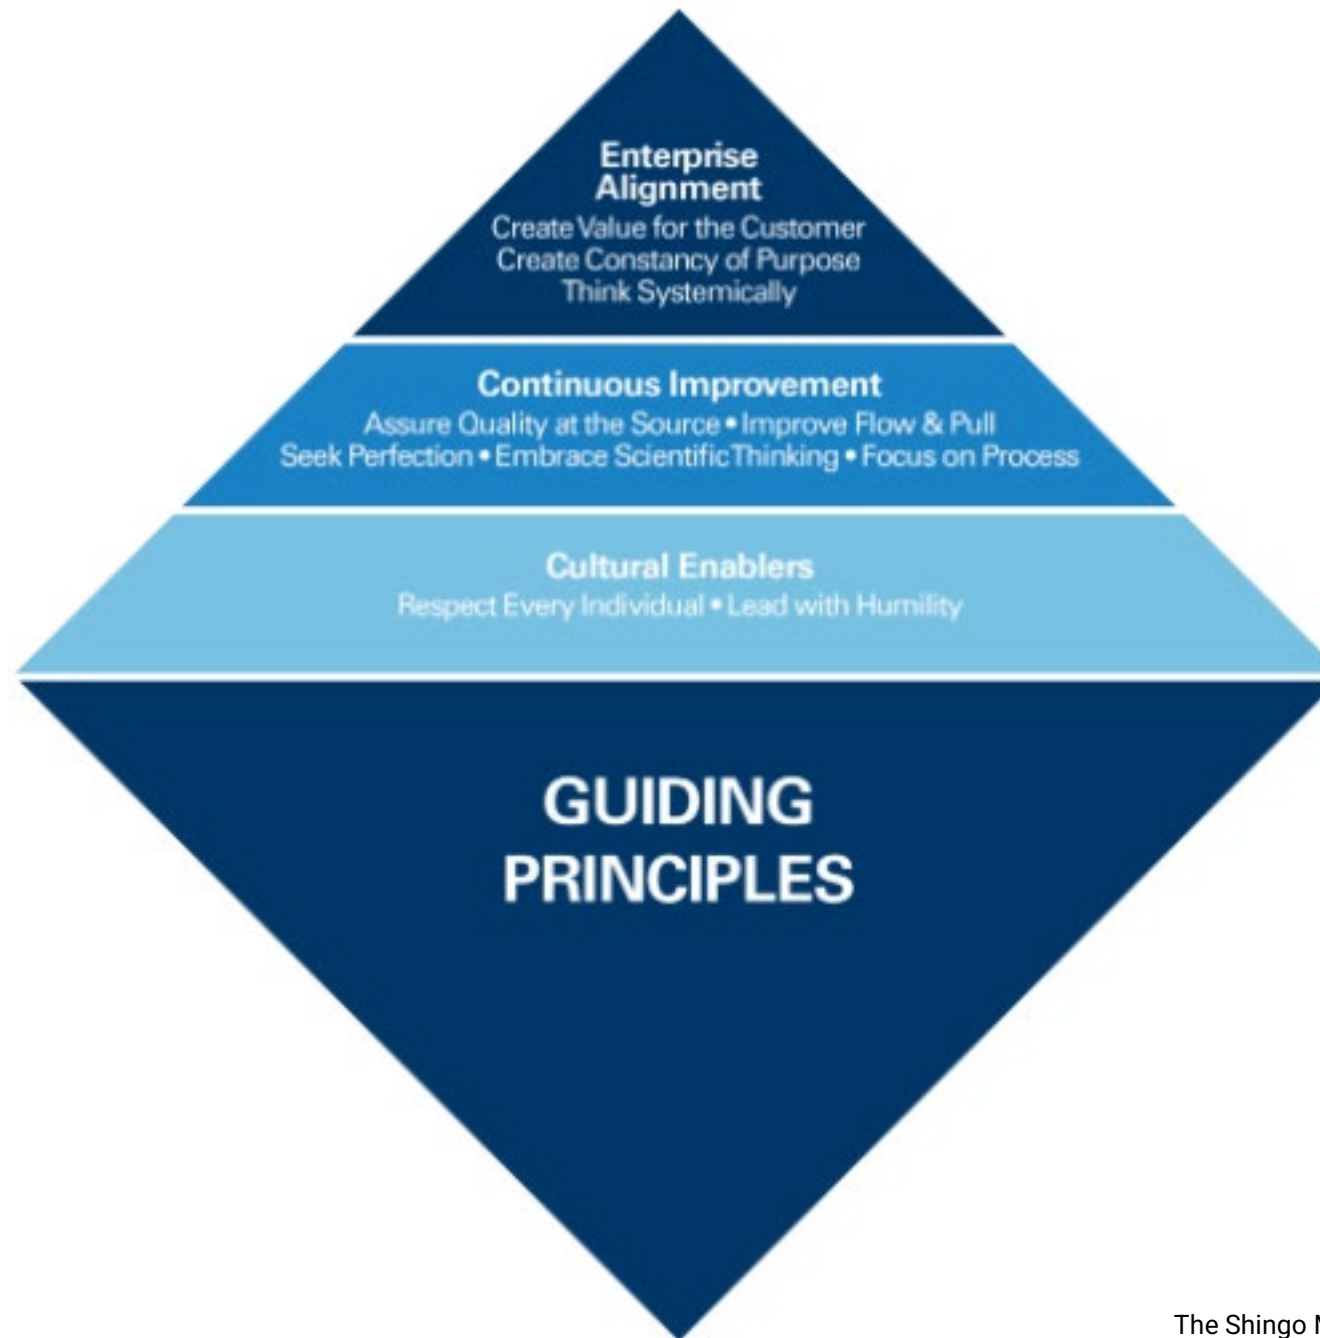 Enterprise
Alignment
Create Value for the Customer
Create Constancy of Purpose
Think Systemically
Continuous Improvement
Assure Quality at the Source • Improve Flow & Pull
Seek Perfection • Embrace Scientific Thinking • Focus on Process
Cultural Enablers
Respect Every Individual • Lead with Humility
GUIDING
PRINCIPLES
The Shingo